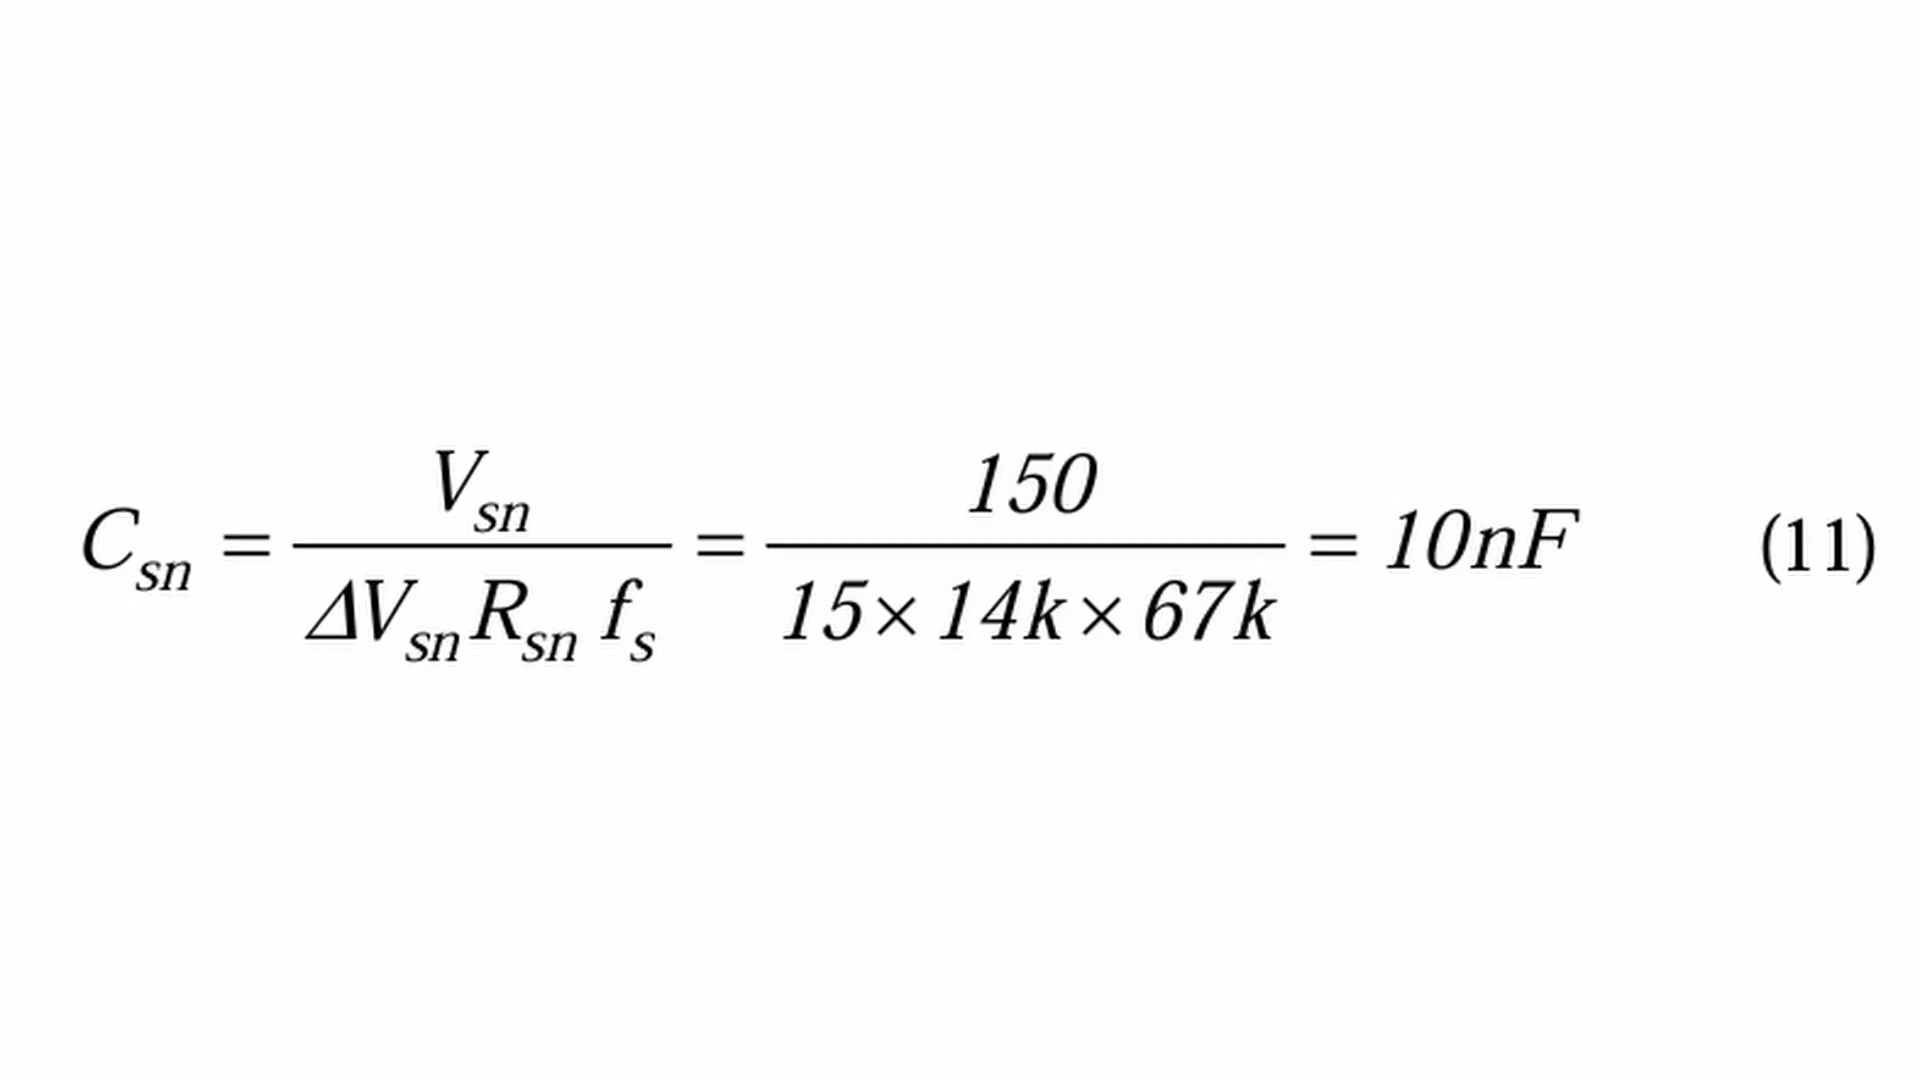 C_sn = V_sn / ΔV_sn R_sn f_s = 150 / 15×14k×67k = 10nF (11)